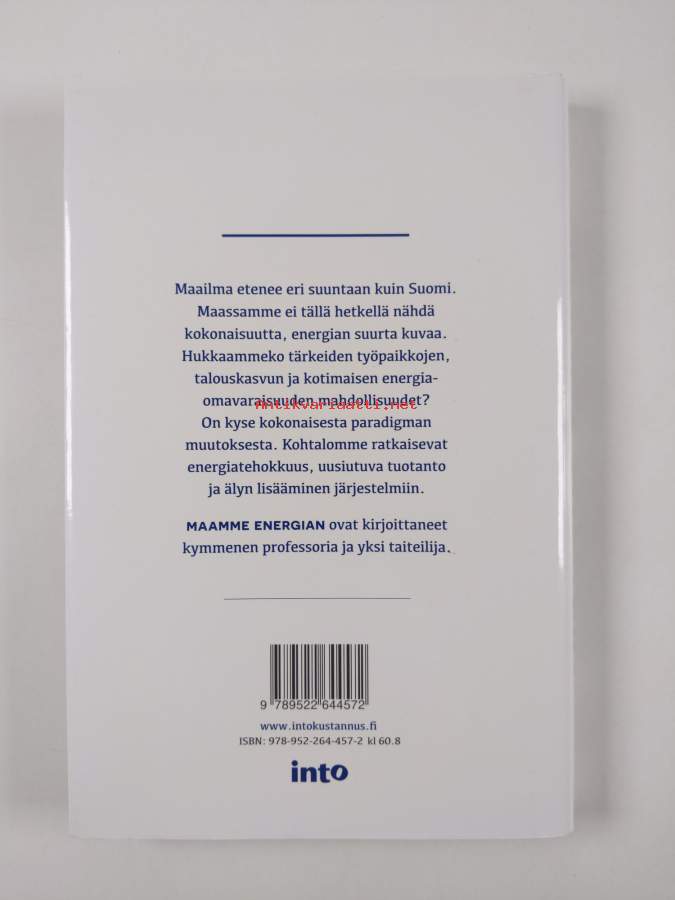 Maailma etenee eri suuntaan kuin Suomi.
Maassamme ei tällä hetkellä nähdä
kokonaisuutta, energian suurta kuvaa.
Hukkaammeko tärkeiden työpaikkojen,
talouskasvun ja kotimaisen energia-
omavaraisuuden mahdollisuudet?
Antikvariaatti.net
On kyse kokonaisesta paradigman
muutoksesta. Kohtalomme ratkaisevat
energiatehokkuus, uusiutuva tuotanto
ja älyn lisääminen järjestelmiin.
MAAMME ENERGIAN ovat kirjoittaneet
kymmenen professoria ja yksi taiteilija.
9 789522 644572
www.intokustannus.fi
ISBN: 978-952-264-457-2 kl 60.8
into